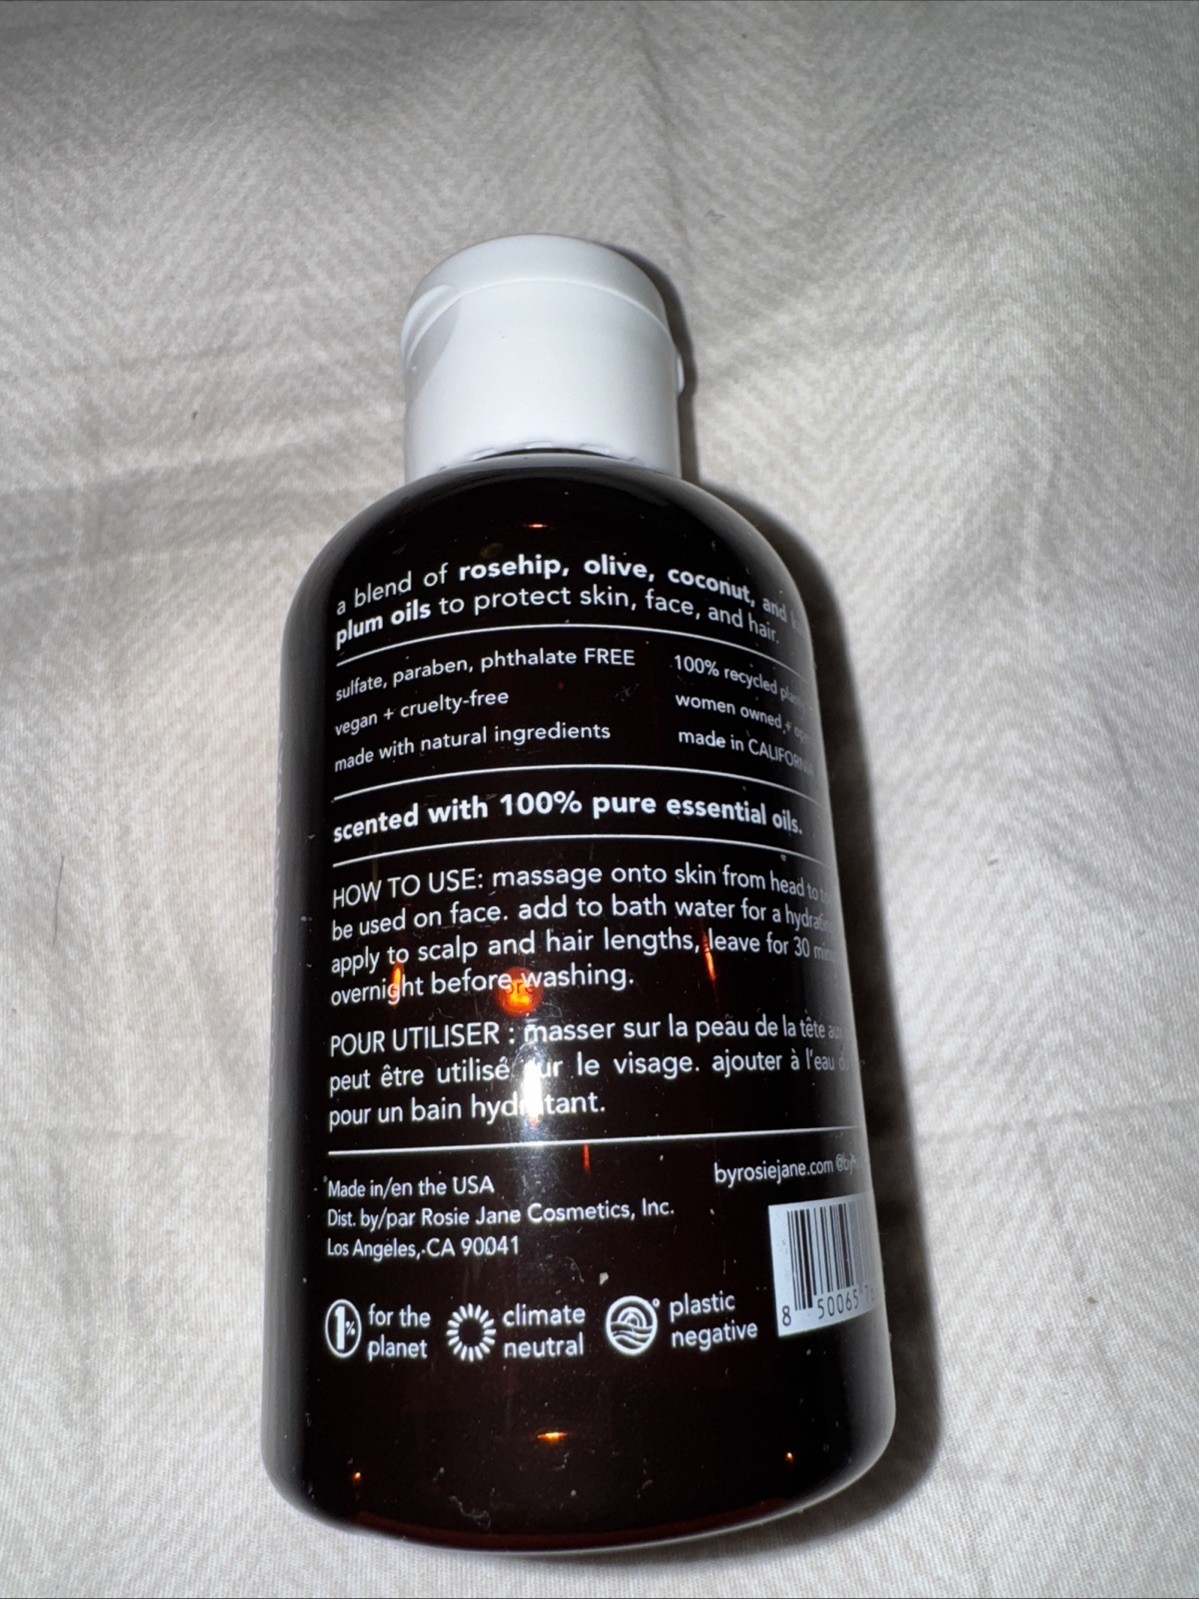 a blend of rosehip, olive, coconut, and
plum oils to protect skin, face, and hair.
sulfate, paraben, phthalate FREE
vegan + cruelty-free
made with natural ingredients
100% recycled
women owned +
made in CALIFORNIA
scented with 100% pure essential oils.
HOW TO USE: massage onto skin from head to
be used on face. add to bath water for a
apply to scalp and hair lengths, leave for 30
overnight before washing.
POUR UTILISER : masser sur la peau de la tête
peut être utilisé sur le visage. ajouter à l'eau
pour un bain hydratant.
Made in/en the USA
Dist. by/par Rosie Jane Cosmetics, Inc.
Los Angeles, CA 90041
byrosiejane.com
1% for the
planet
climate
neutral
plastic
negative
8 50065